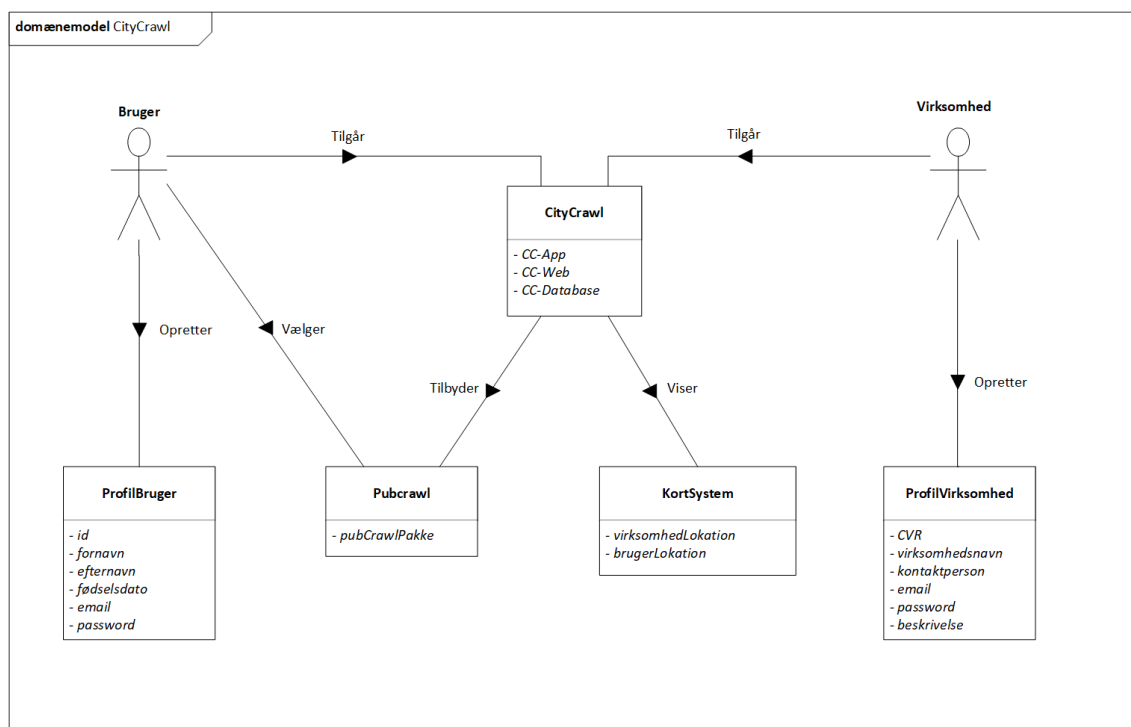 domænemodel CityCrawl
Bruger
Virksomhed
Tilgår
Tilgår
CityCrawl
- CC-App
- CC-Web
- CC-Database
Opretter
Vælger
Tilbyder
Viser
Opretter
ProfilBruger
- id
- fornavn
- efternavn
- fødselsdato
- email
- password
Pubcrawl
- pubCrawlPakke
KortSystem
- virksomhedLokation
- brugerLokation
ProfilVirksomhed
- CVR
- virksomhedsnavn
- kontaktperson
- email
- password
- beskrivelse